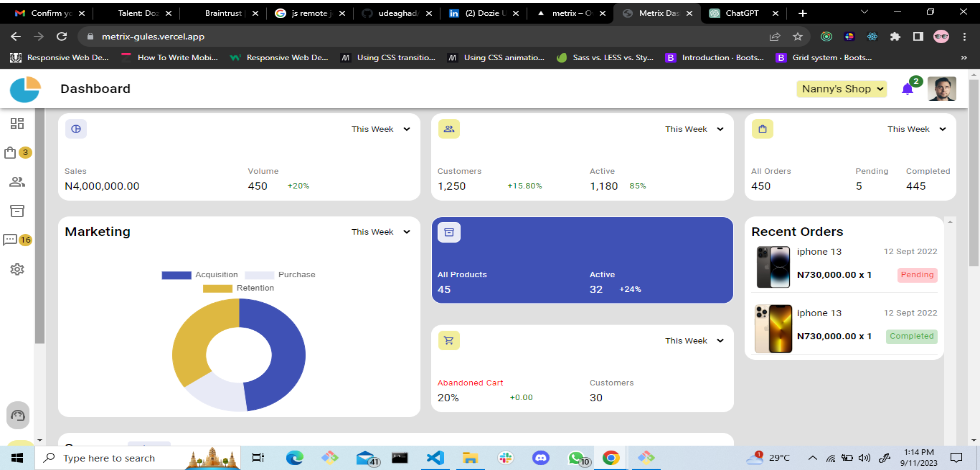 Confirm y
Talent: Do
Braintrust
js remote j
udeaghad
(2) Dozie U
metrix – O
Metrix Das
ChatGPT
metrix-gules.vercel.app
Responsive Web De...
How To Write Mobi...
Responsive Web De...
Using CSS transitio...
Using CSS animatio...
Sass vs. LESS vs. Sty...
Introduction · Boots...
Grid system · Boots...
»
Dashboard
Nanny's Shop
2
3
16
This Week
Sales
Volume
N4,000,000.00
450
+20%
This Week
Customers
Active
1,250
+15.80%
1,180
85%
This Week
All Orders
Pending
Completed
450
5
445
Marketing
This Week
Acquisition
Purchase
Retention
All Products
Active
45
32
+24%
This Week
Abandoned Cart
Customers
20%
+0.00
30
Recent Orders
iphone 13
12 Sept 2022
N730,000.00 x 1
Pending
iphone 13
12 Sept 2022
N730,000.00 x 1
Completed
Type here to search
41
10
1
29°C
1:14 PM
9/11/2023